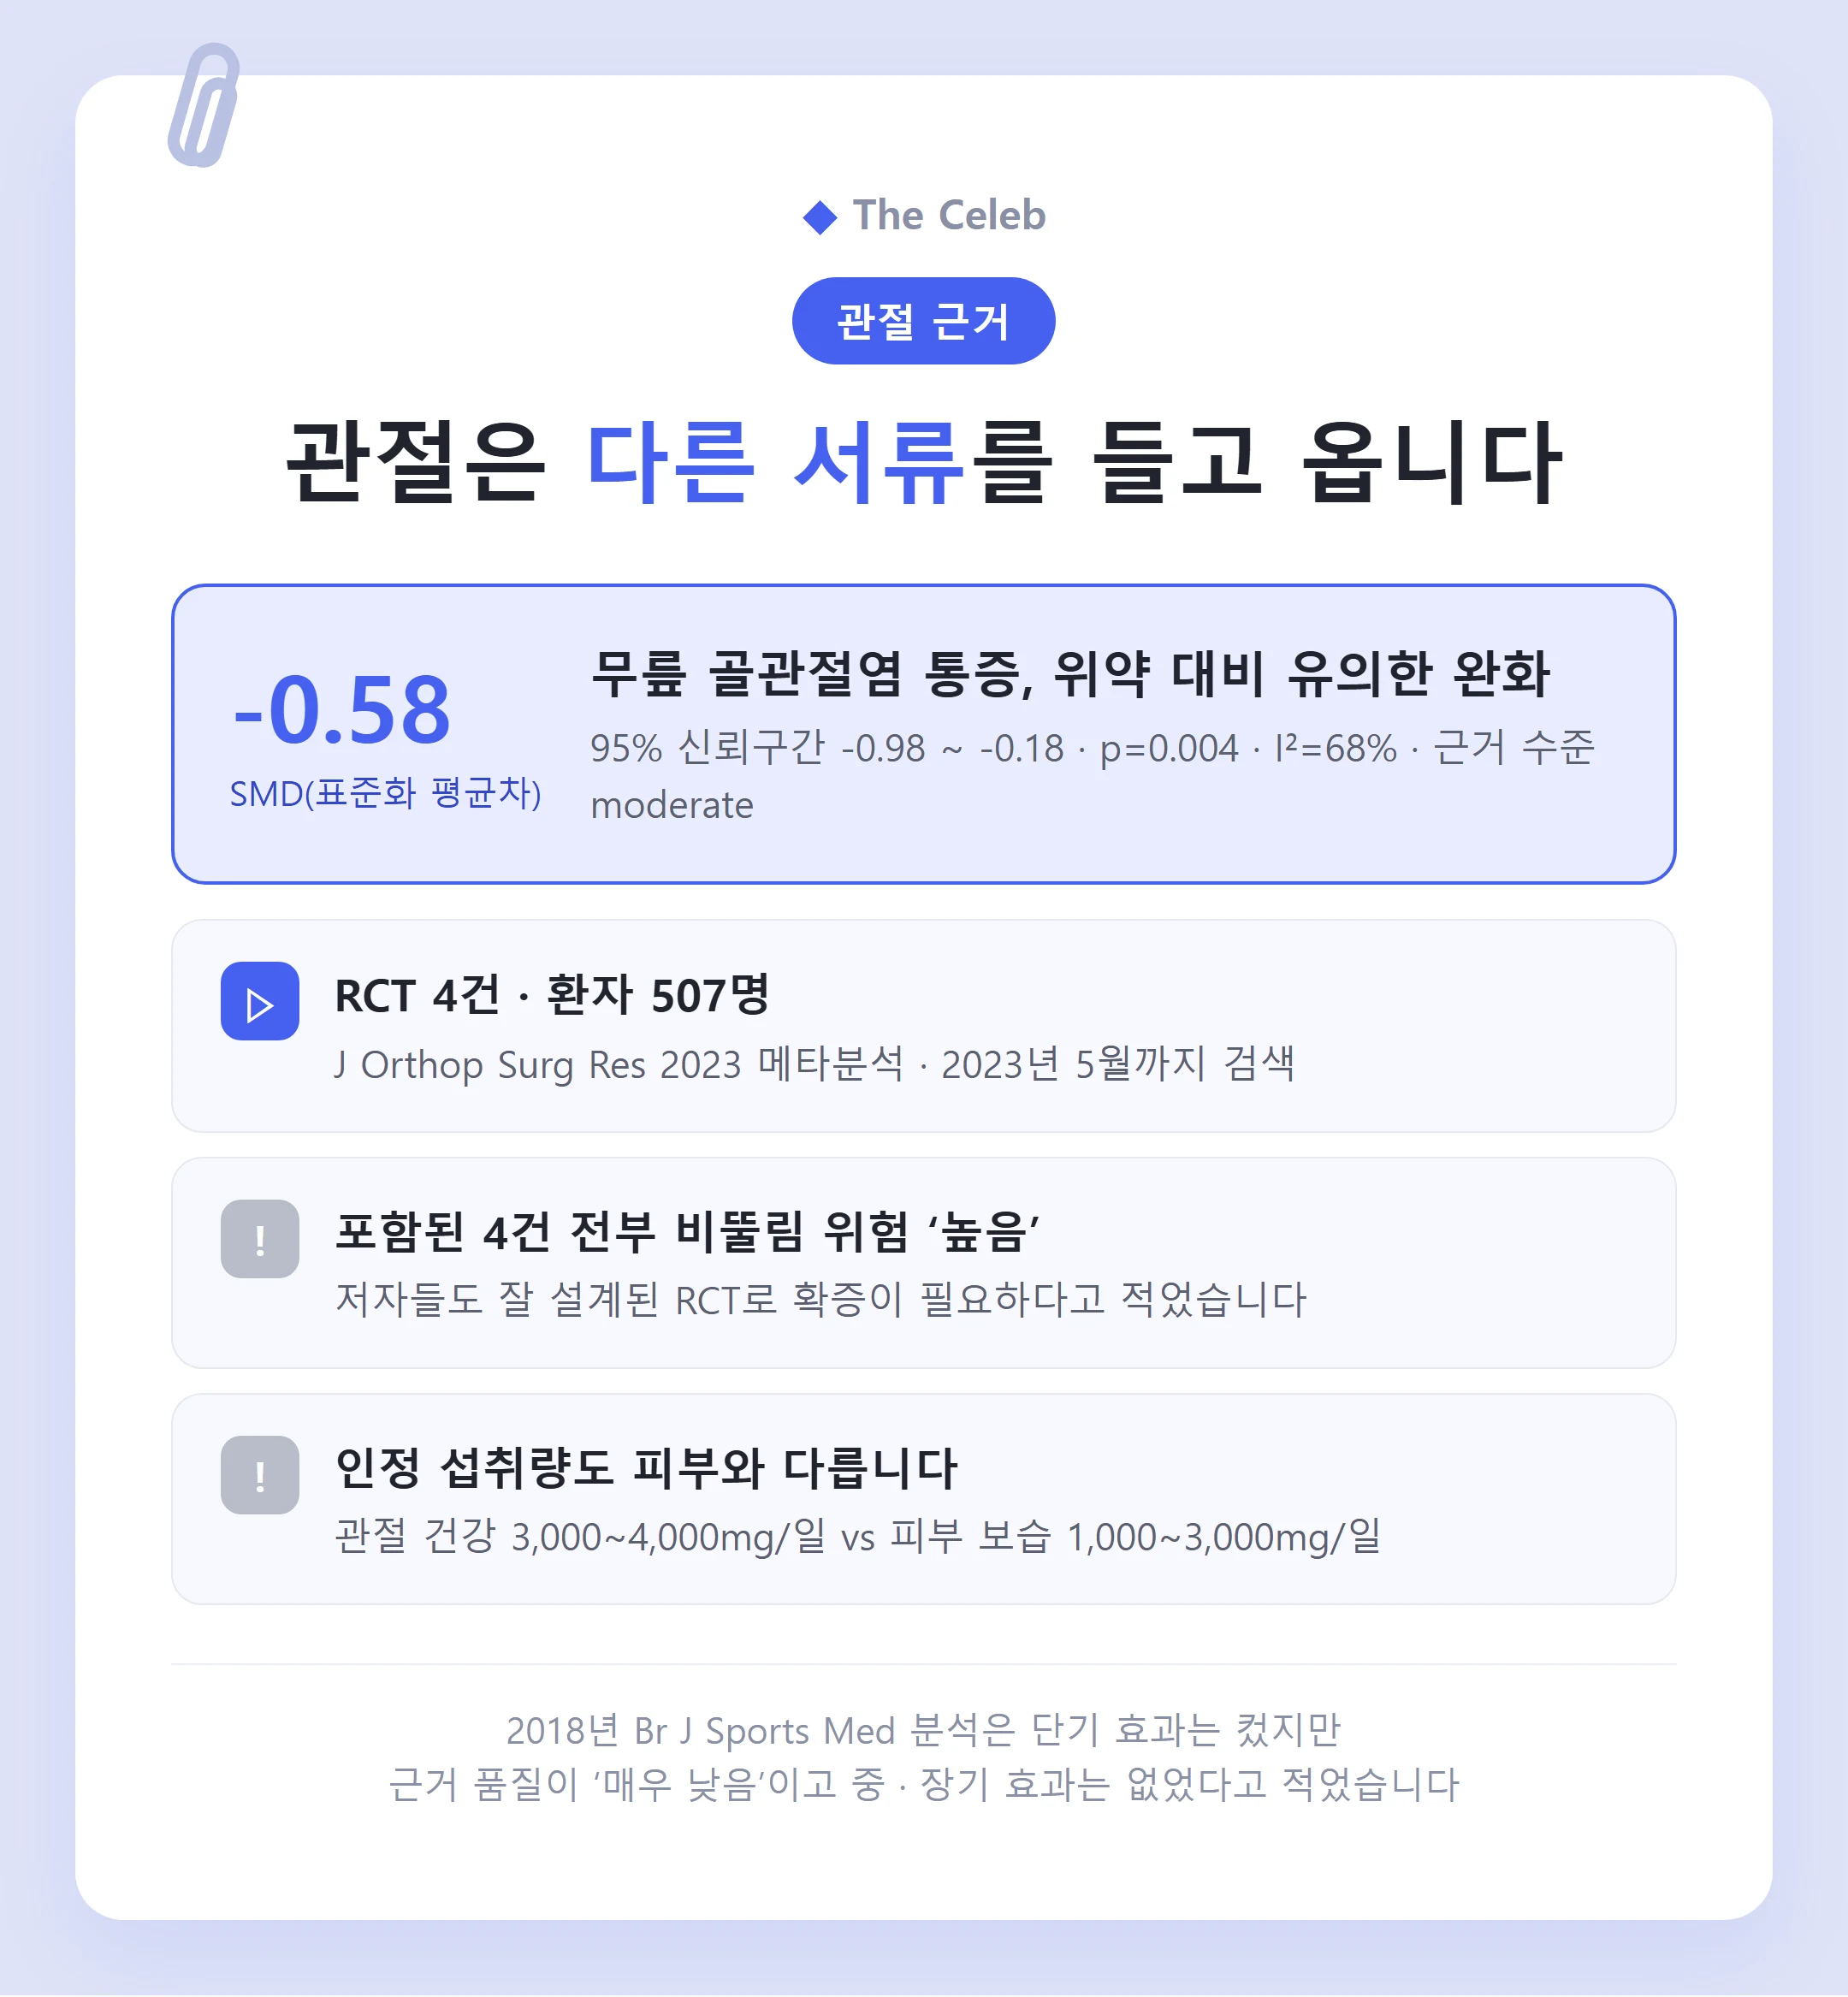 The Celeb
관절 근거
관절은 다른 서류를 들고 옵니다
-0.58
SMD(표준화 평균차)
무릎 골관절염 통증, 위약 대비 유의한 완화
95% 신뢰구간 -0.98 ~ -0.18 · p=0.004 · I²=68% · 근거 수준
moderate
RCT 4건 · 환자 507명
J Orthop Surg Res 2023 메타분석 · 2023년 5월까지 검색
!
포함된 4건 전부 비뚤림 위험 ‘높음’
저자들도 잘 설계된 RCT로 확증이 필요하다고 적었습니다
!
인정 섭취량도 피부와 다릅니다
관절 건강 3,000~4,000mg/일 vs 피부 보습 1,000~3,000mg/일
2018년 Br J Sports Med 분석은 단기 효과는 컸지만
근거 품질이 ‘매우 낮음’이고 중 · 장기 효과는 없었다고 적었습니다